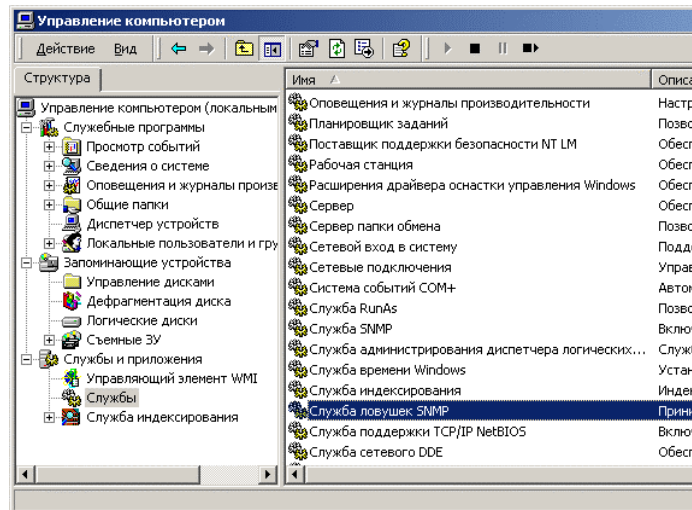 Управление компьютером
Действие Вид
Структура
Управление компьютером (локальным
Служебные программы
Просмотр событий
Сведения о системе
Оповещения и журналы произв
Общие папки
Диспетчер устройств
Локальные пользователи и гру
Запоминающие устройства
Управление дисками
Дефрагментация диска
Логические диски
Съемные ЗУ
Службы и приложения
Управляющий элемент WMI
Службы
Служба индексирования
Имя Описа
Оповещения и журналы производительности Настр
Планировщик заданий Позво
Поставщик поддержки безопасности NT LM Обесп
Рабочая станция Обесп
Расширения драйвера оснастки управления Windows Обесп
Сервер Обесп
Сервер папки обмена Позво
Сетевой вход в систему Подде
Сетевые подключения Управ
Система событий COM+ Автом
Служба RunAs Позво
Служба SNMP Включ
Служба администрирования диспетчера логических... Служб
Служба времени Windows Устан
Служба индексирования Индек
Служба ловушек SNMP Прини
Служба поддержки TCP/IP NetBIOS Включ
Служба сетевого DDE Обесп